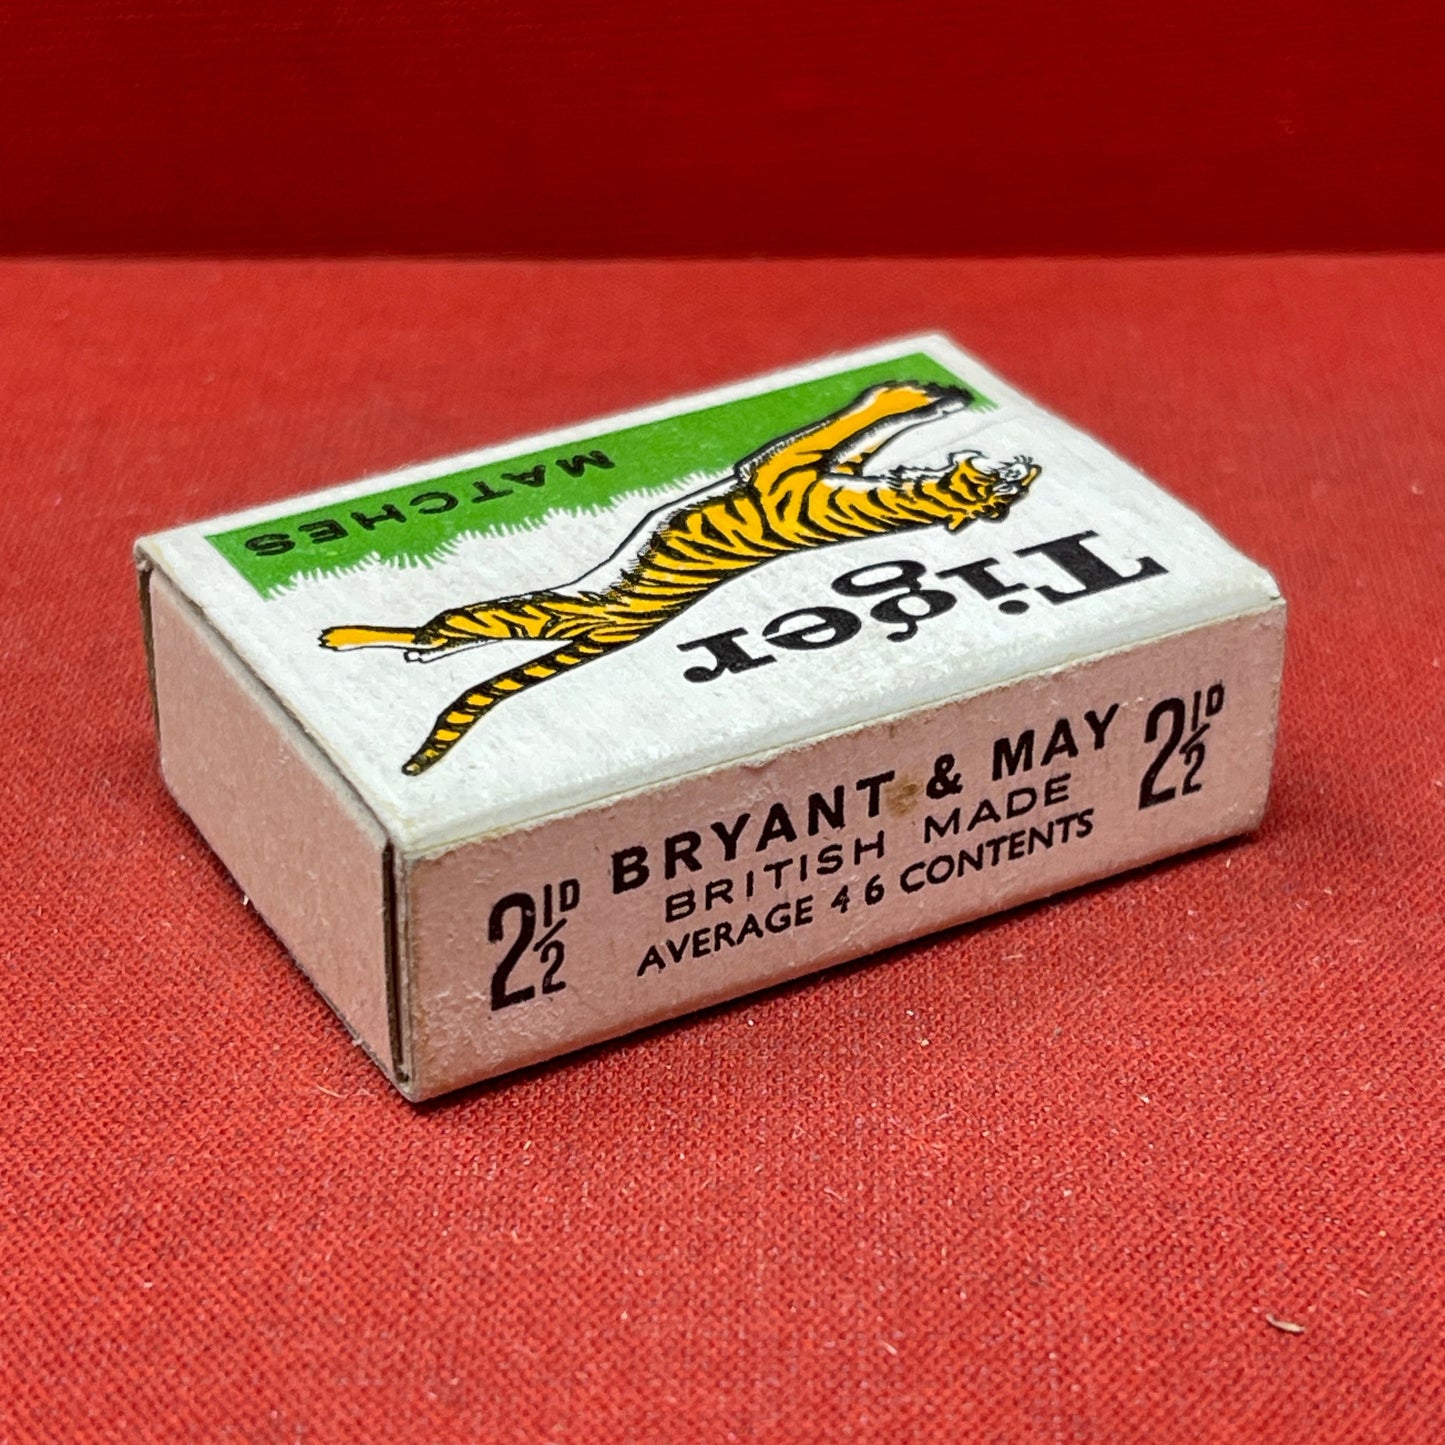 Tiger
MATCHES
2½D BRYANT & MAY 2½D
BRITISH MADE
AVERAGE 46 CONTENTS